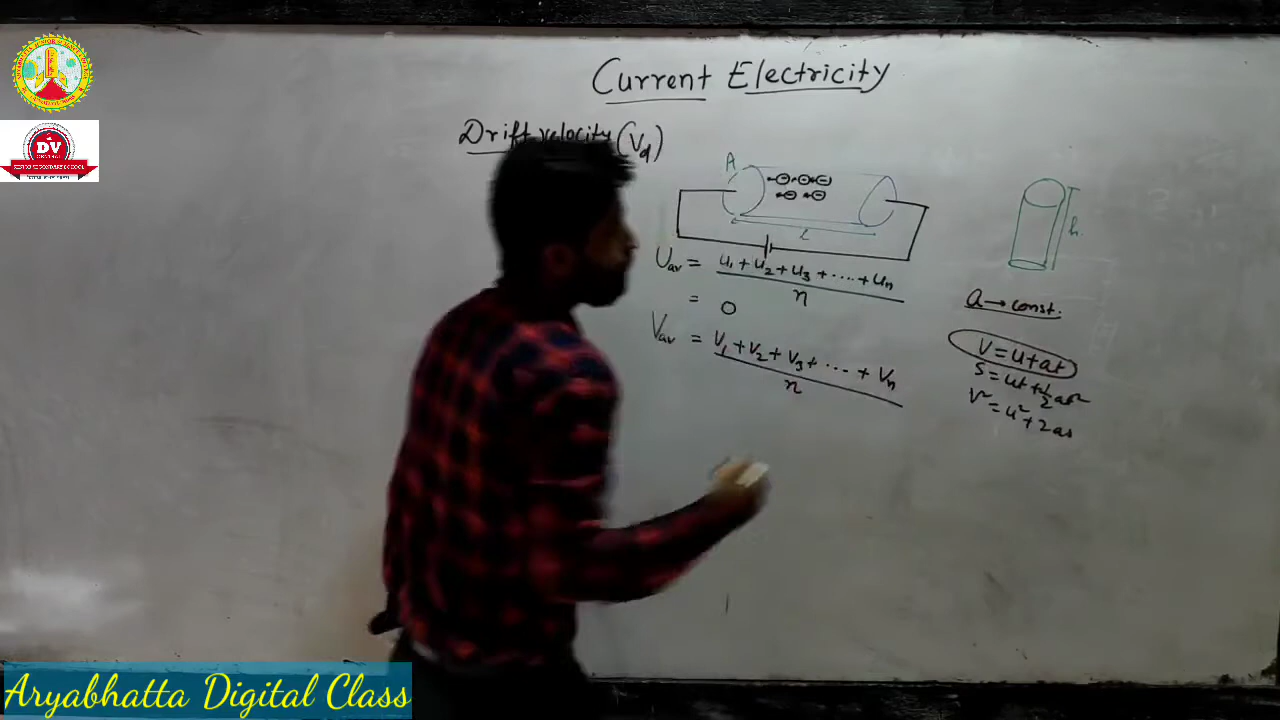 Current Electricity
Drift velocity (Vd)
A
l
h.
Uav = u1 + u2 + u3 + ..... + un
n
= 0
Vav = V1 + V2 + V3 + ... + Vn
n
a → const.
V = u + at
S = ut + 1/2 at²
V² = u² + 2as
DV
Aryabhatta Digital Class